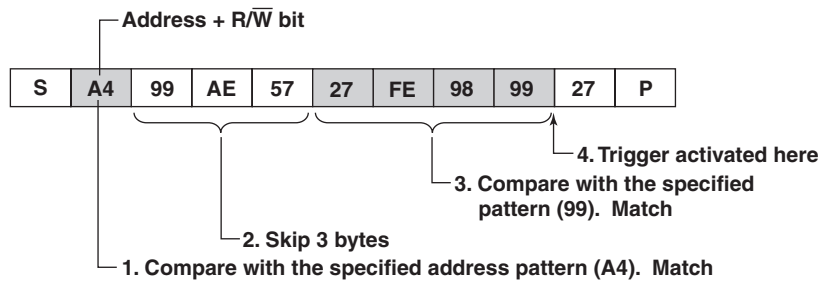 Address + R/W̅ bit
S A4 99 AE 57 27 FE 98 99 27 P
4. Trigger activated here
3. Compare with the specified
pattern (99). Match
2. Skip 3 bytes
1. Compare with the specified address pattern (A4). Match